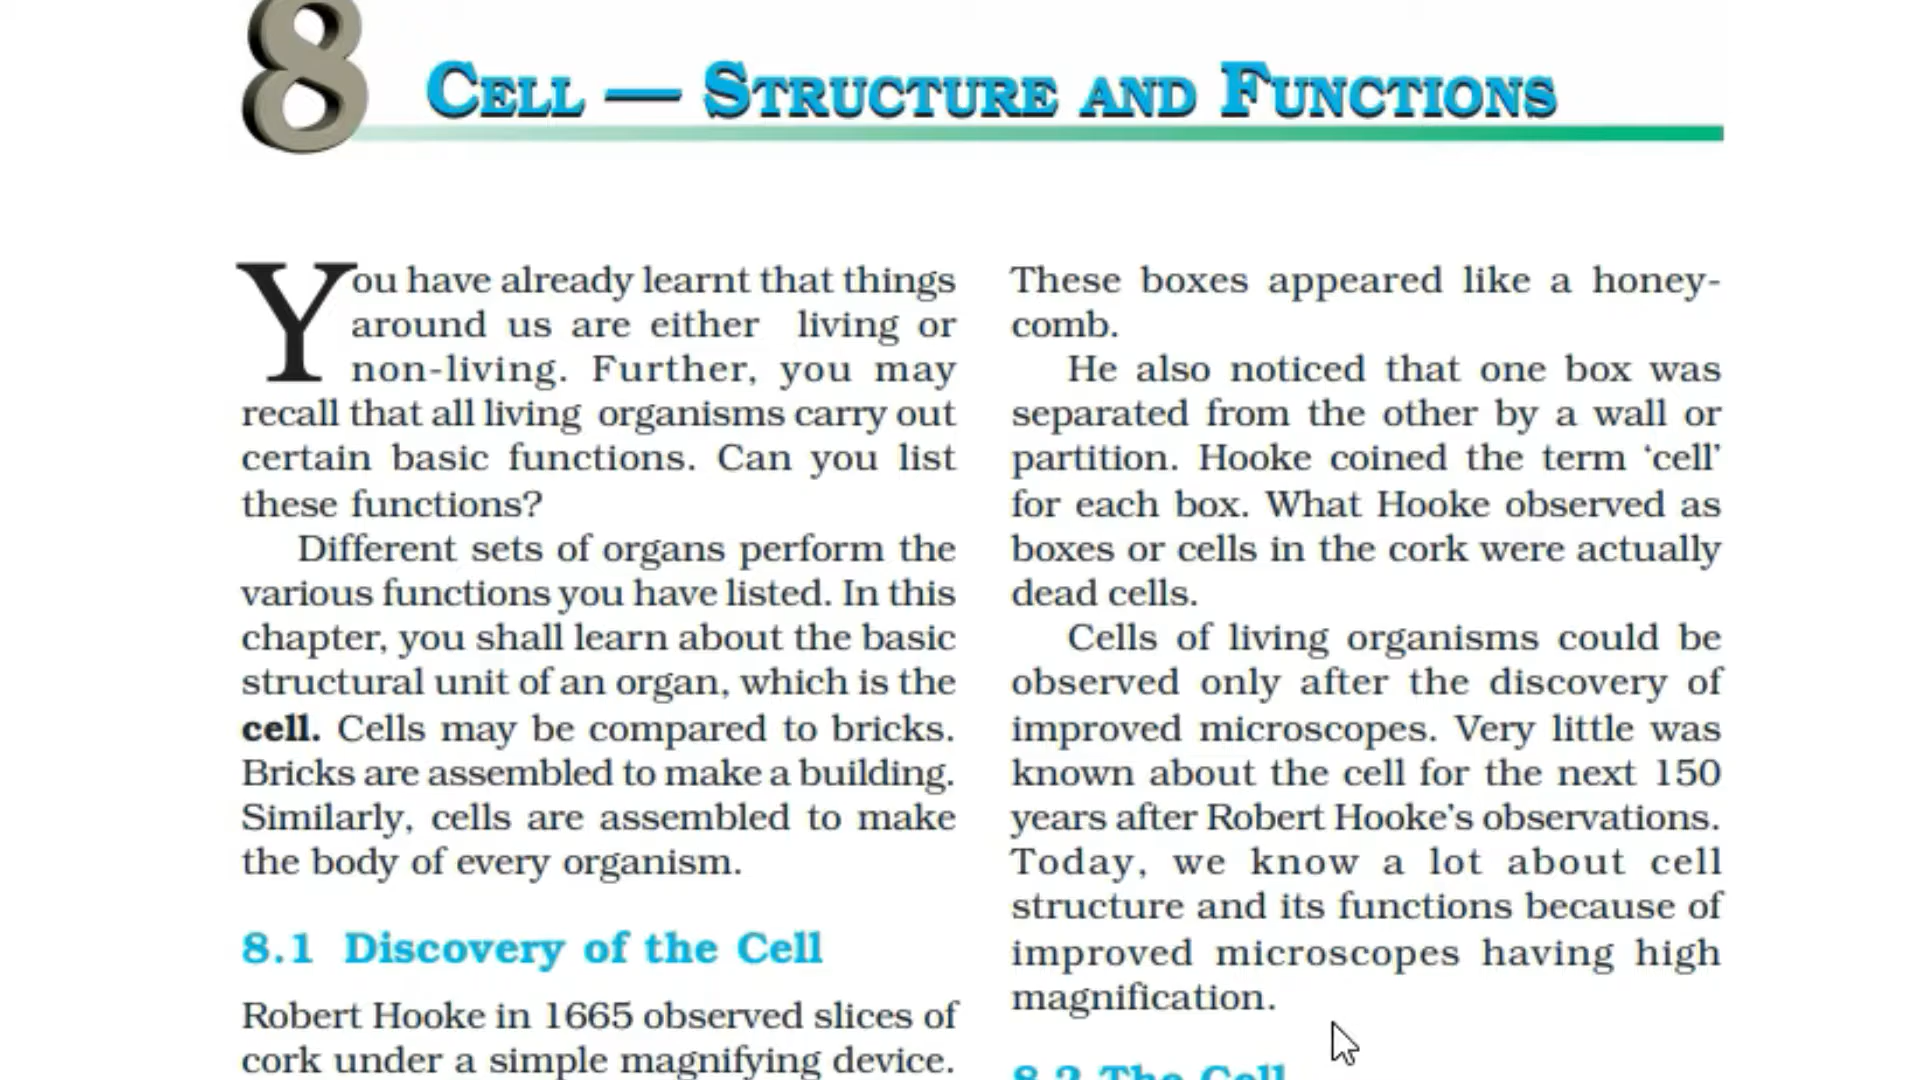 8 CELL — STRUCTURE AND FUNCTIONS
You have already learnt that things
around us are either living or
non-living. Further, you may
recall that all living organisms carry out
certain basic functions. Can you list
these functions?
Different sets of organs perform the
various functions you have listed. In this
chapter, you shall learn about the basic
structural unit of an organ, which is the
cell. Cells may be compared to bricks.
Bricks are assembled to make a building.
Similarly, cells are assembled to make
the body of every organism.
8.1 Discovery of the Cell
Robert Hooke in 1665 observed slices of
cork under a simple magnifying device.
These boxes appeared like a honey-
comb.
He also noticed that one box was
separated from the other by a wall or
partition. Hooke coined the term ‘cell’
for each box. What Hooke observed as
boxes or cells in the cork were actually
dead cells.
Cells of living organisms could be
observed only after the discovery of
improved microscopes. Very little was
known about the cell for the next 150
years after Robert Hooke’s observations.
Today, we know a lot about cell
structure and its functions because of
improved microscopes having high
magnification.
8.2 The Cell